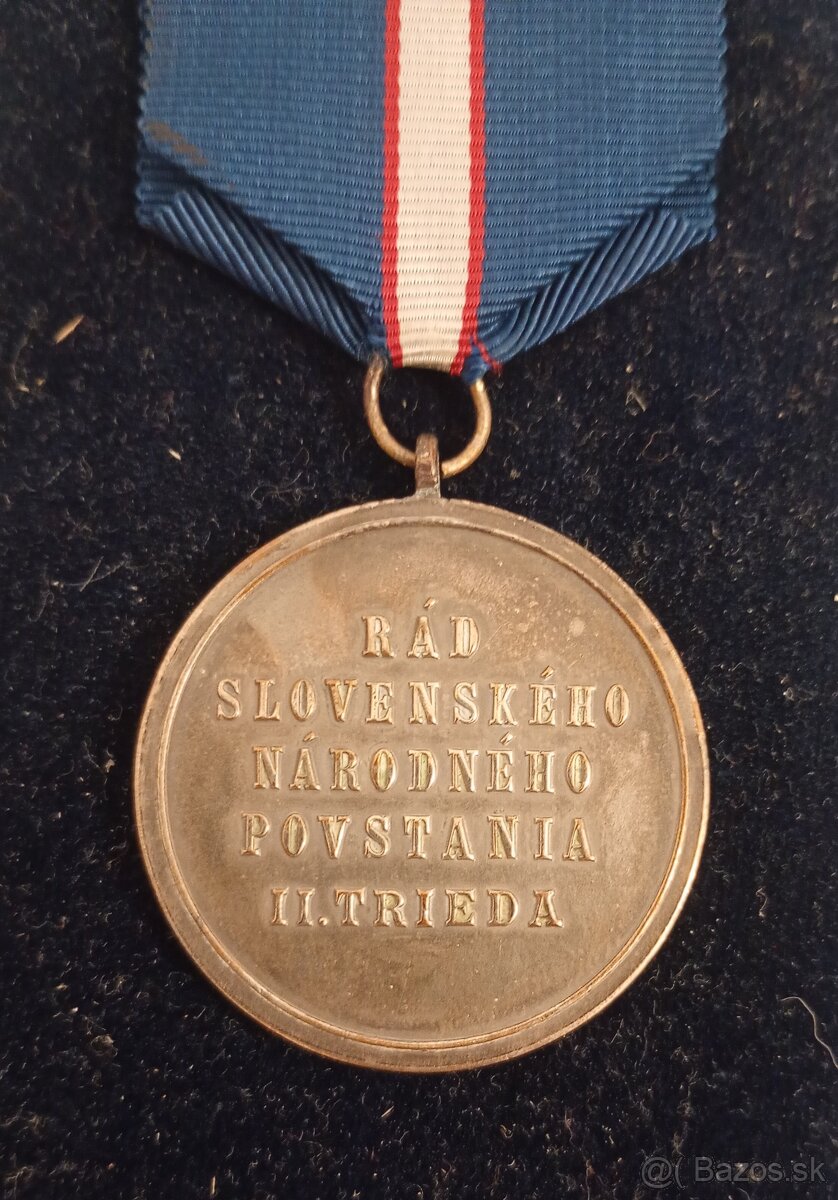 RÁD
SLOVENSKÉHO
NÁRODNÉHO
POVSTAŇIA
II.TRIEDA
@( Bazos.sk